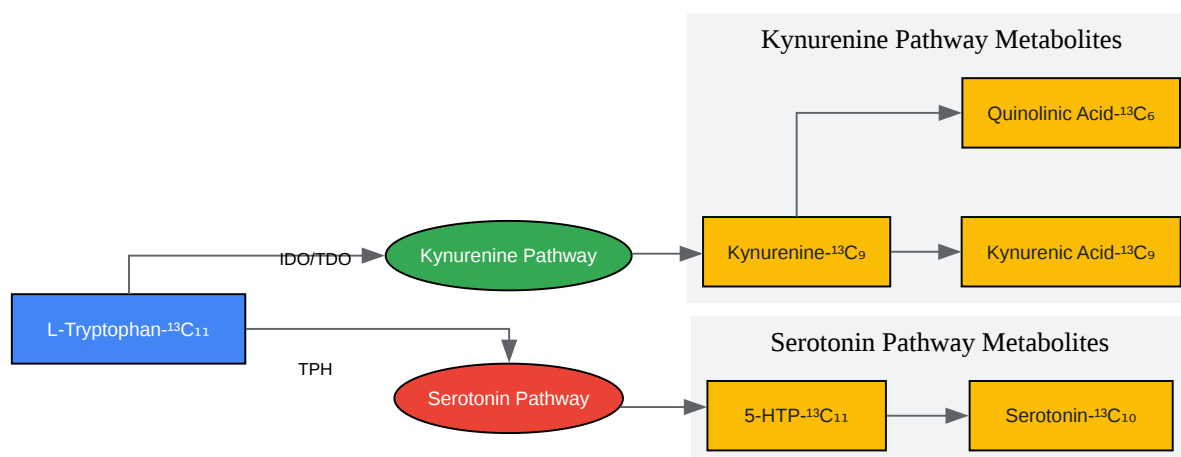 Kynurenine Pathway Metabolites
Quinolinic Acid-¹³C₆
IDO/TDO
Kynurenine Pathway
Kynurenine-¹³C₉
Kynurenic Acid-¹³C₉
L-Tryptophan-¹³C₁₁
TPH
Serotonin Pathway
Serotonin Pathway Metabolites
5-HTP-¹³C₁₁
Serotonin-¹³C₁₀